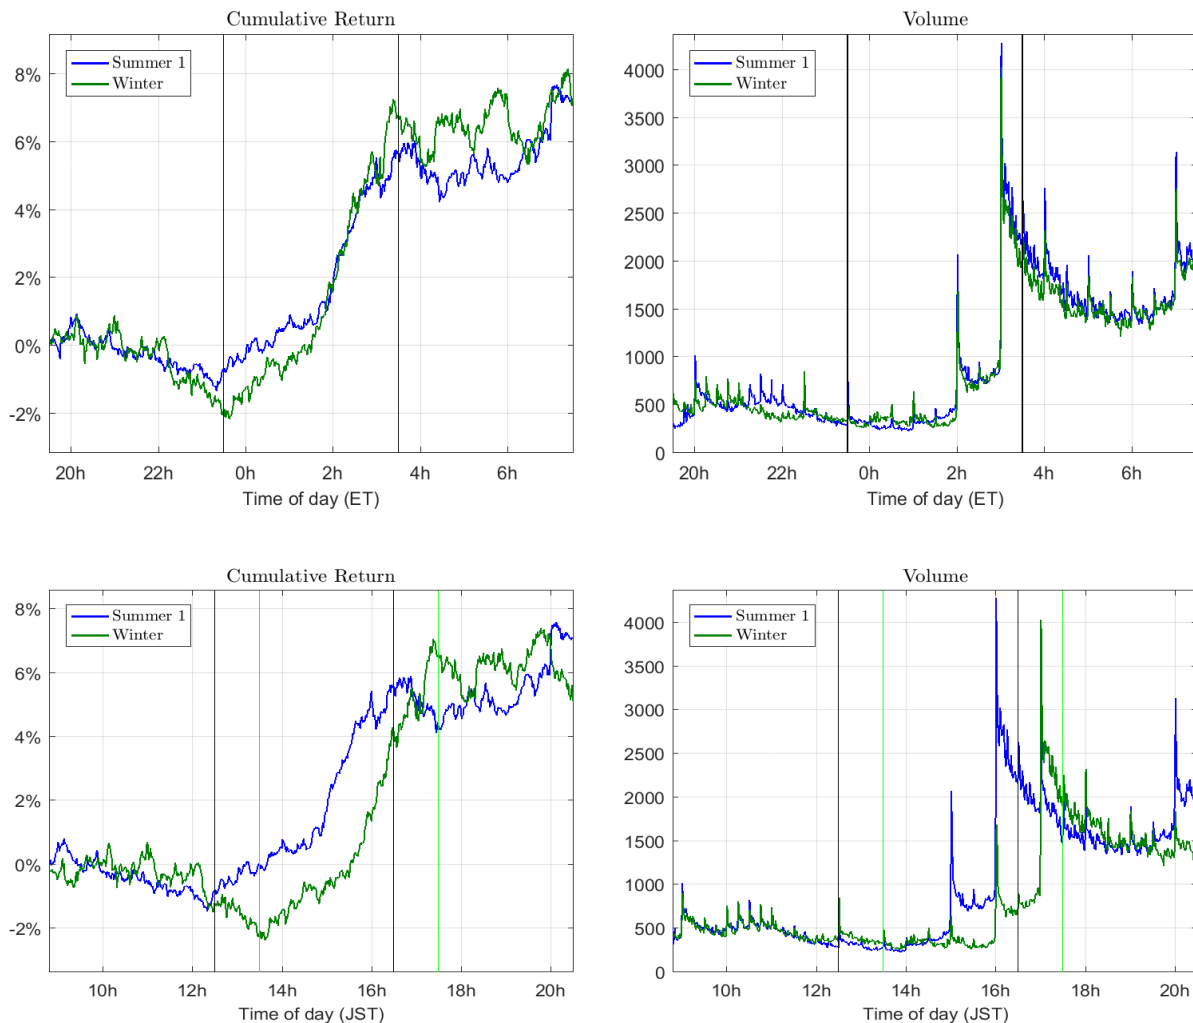 Cumulative Return
Summer 1
Winter
8%
6%
4%
2%
0%
-2%
20h 22h 0h 2h 4h 6h
Time of day (ET)
Volume
Summer 1
Winter
4000
3500
3000
2500
2000
1500
1000
500
0
20h 22h 0h 2h 4h 6h
Time of day (ET)
Cumulative Return
Summer 1
Winter
8%
6%
4%
2%
0%
-2%
10h 12h 14h 16h 18h 20h
Time of day (JST)
Volume
Summer 1
Winter
4000
3500
3000
2500
2000
1500
1000
500
0
10h 12h 14h 16h 18h 20h
Time of day (JST)